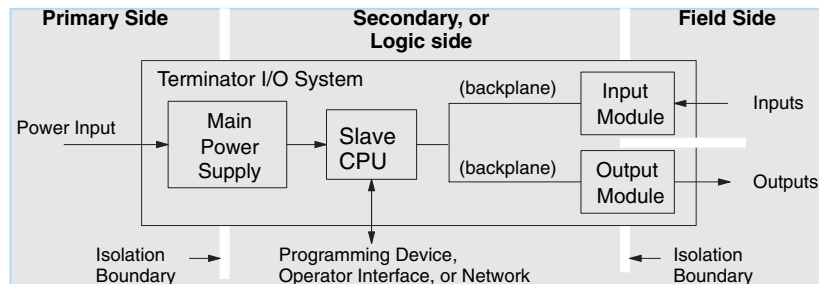 Primary Side
Secondary, or
Logic side
Field Side
Terminator I/O System
Power Input
Main
Power
Supply
Slave
CPU
(backplane)
(backplane)
Input
Module
Output
Module
Inputs
Outputs
Isolation
Boundary
Programming Device,
Operator Interface, or Network
Isolation
Boundary